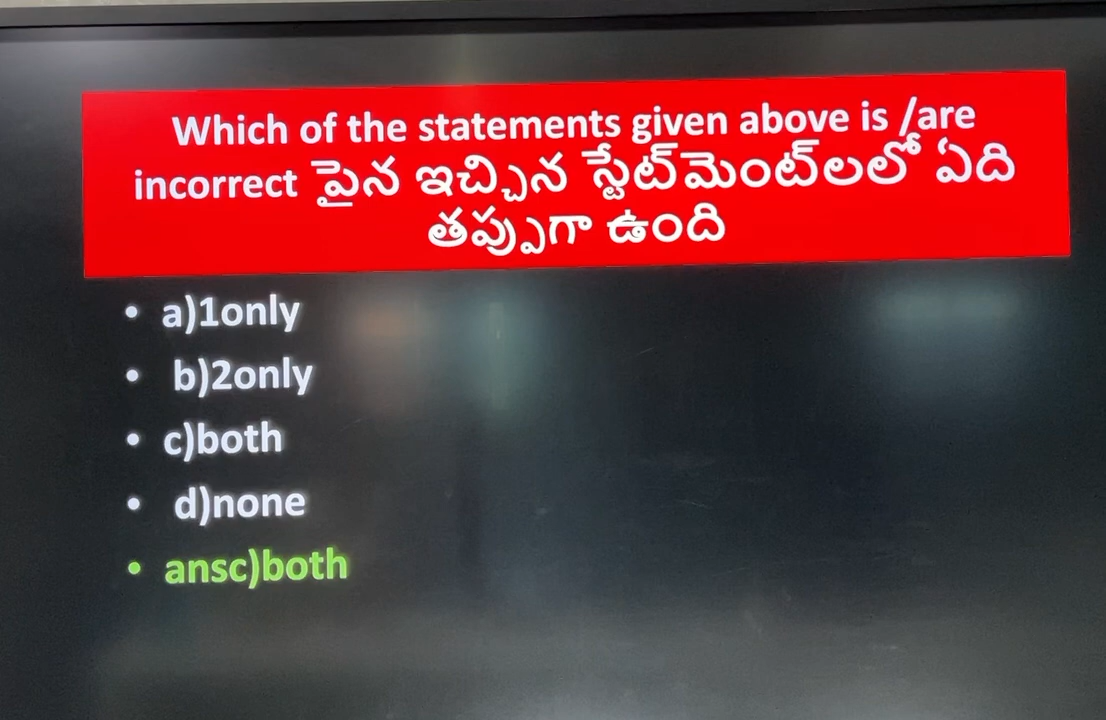 Which of the statements given above is /are
incorrect పైన ఇచ్చిన స్టేట్‌మెంట్‌లలో ఏది
తప్పుగా ఉంది
• a)1only
• b)2only
• c)both
• d)none
• ansc)both